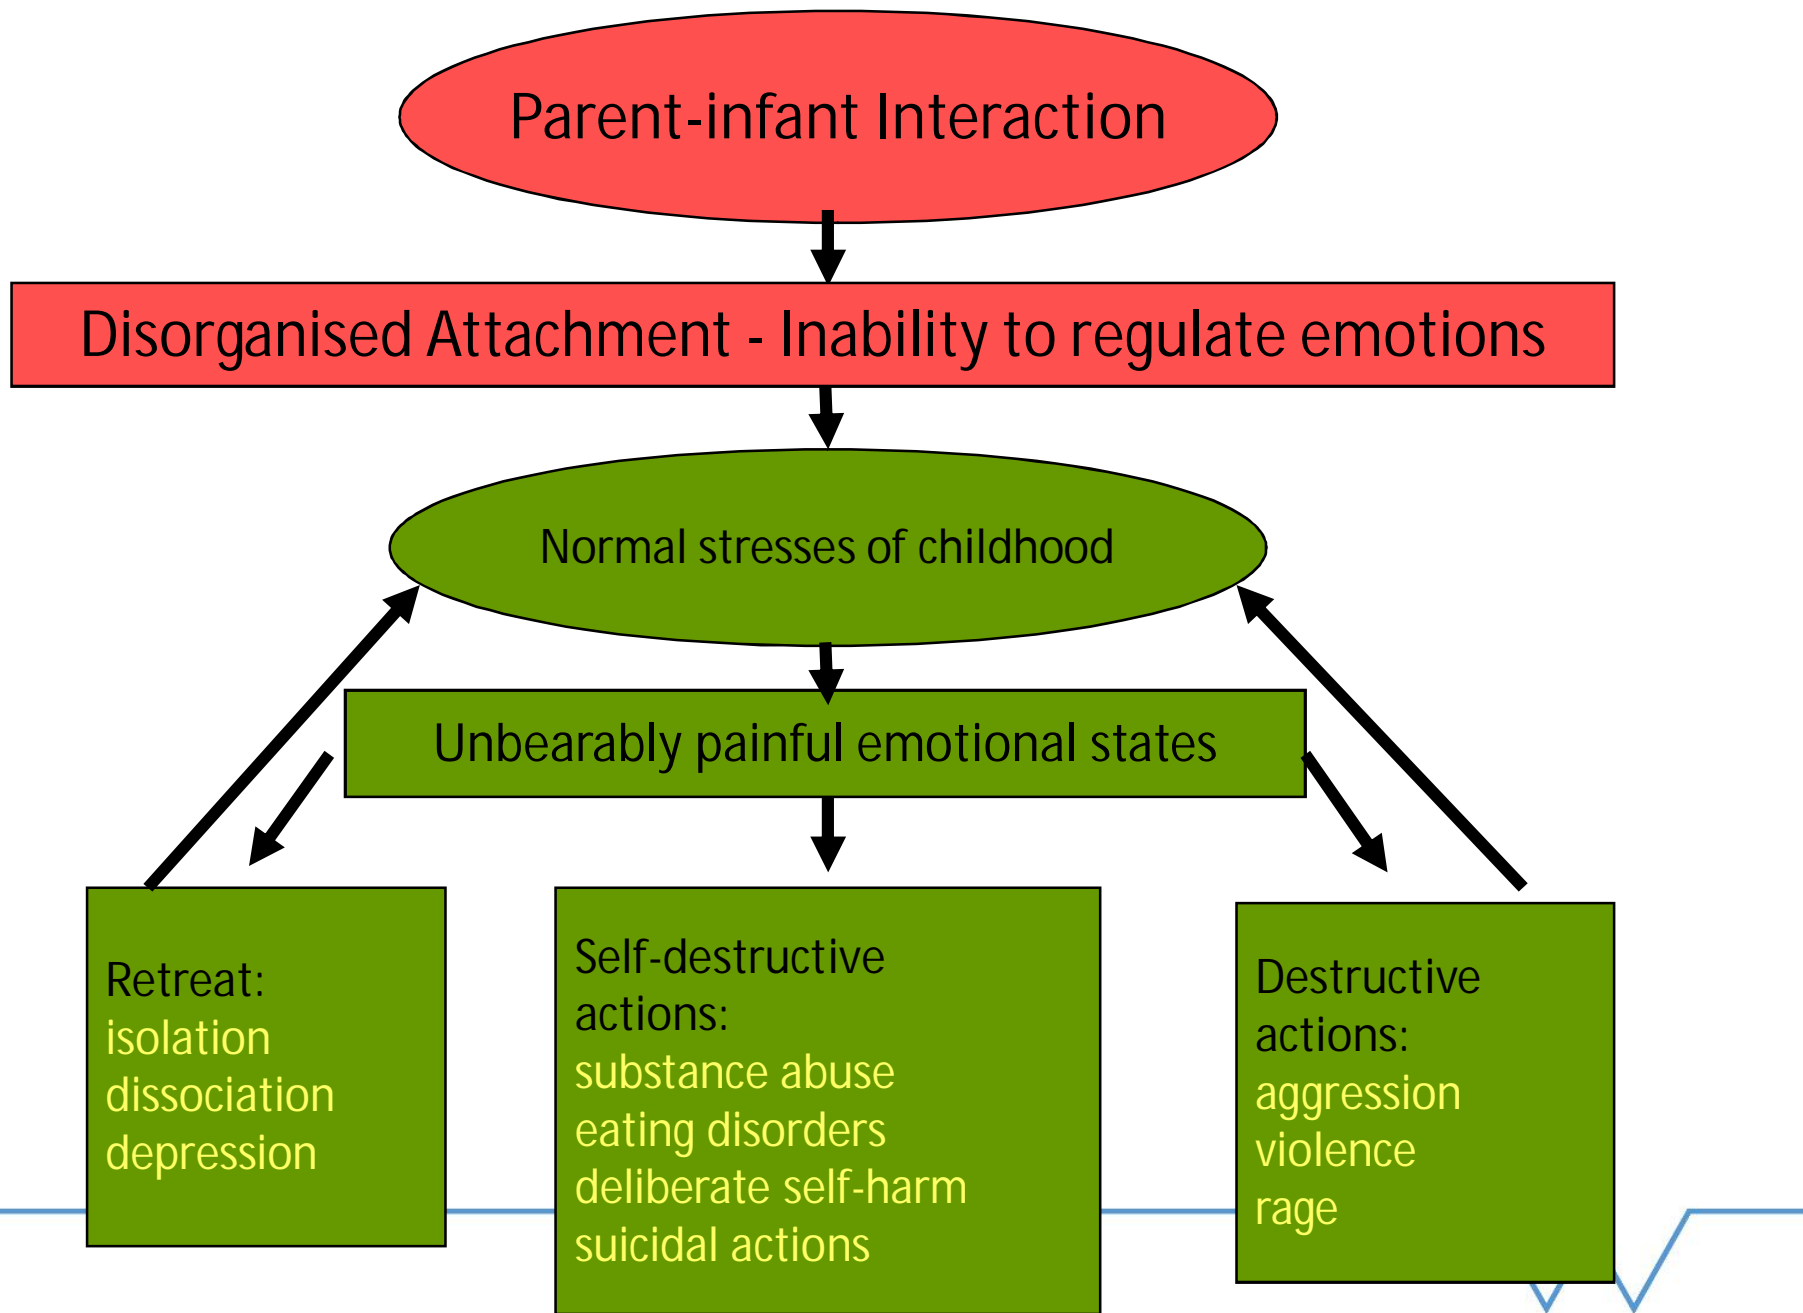 Parent-infant Interaction
Disorganised Attachment - Inability to regulate emotions
Normal stresses of childhood
Unbearably painful emotional states
Retreat:
isolation
dissociation
depression
Self-destructive
actions:
substance abuse
eating disorders
deliberate self-harm
suicidal actions
Destructive
actions:
aggression
violence
rage